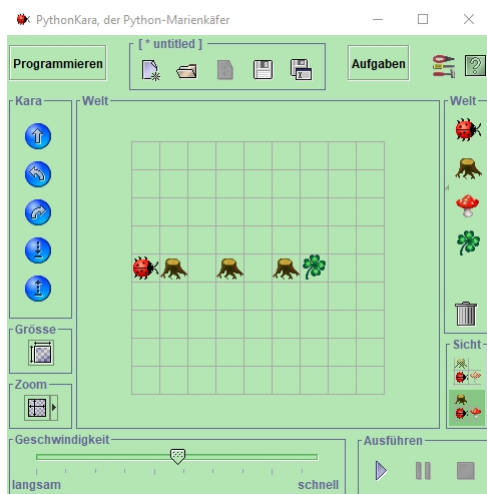 PythonKara, der Python-Marienkäfer
[ * untitled ]
Programmieren
Aufgaben
Kara
Welt
Welt
Grösse
Sicht
Zoom
Geschwindigkeit
Ausführen
langsam
schnell